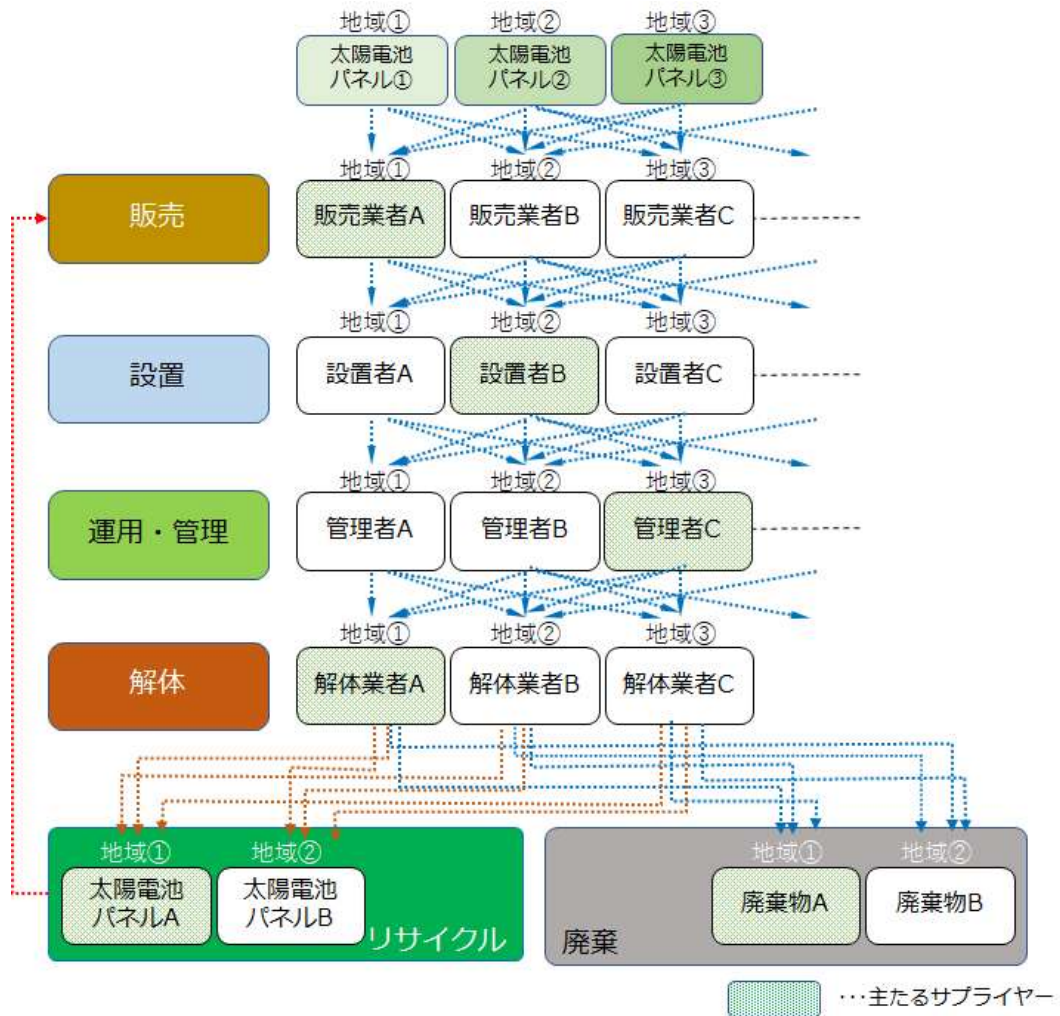 地域①
地域②
地域③
太陽電池
パネル①
太陽電池
パネル②
太陽電池
パネル③
地域①
地域②
地域③
販売
販売業者A
販売業者B
販売業者C
地域①
地域②
地域③
設置
設置者A
設置者B
設置者C
地域①
地域②
地域③
運用・管理
管理者A
管理者B
管理者C
地域①
地域②
地域③
解体
解体業者A
解体業者B
解体業者C
地域①
地域②
太陽電池
パネルA
太陽電池
パネルB
リサイクル
地域①
地域②
廃棄物A
廃棄物B
廃棄
･･･主たるサプライヤー